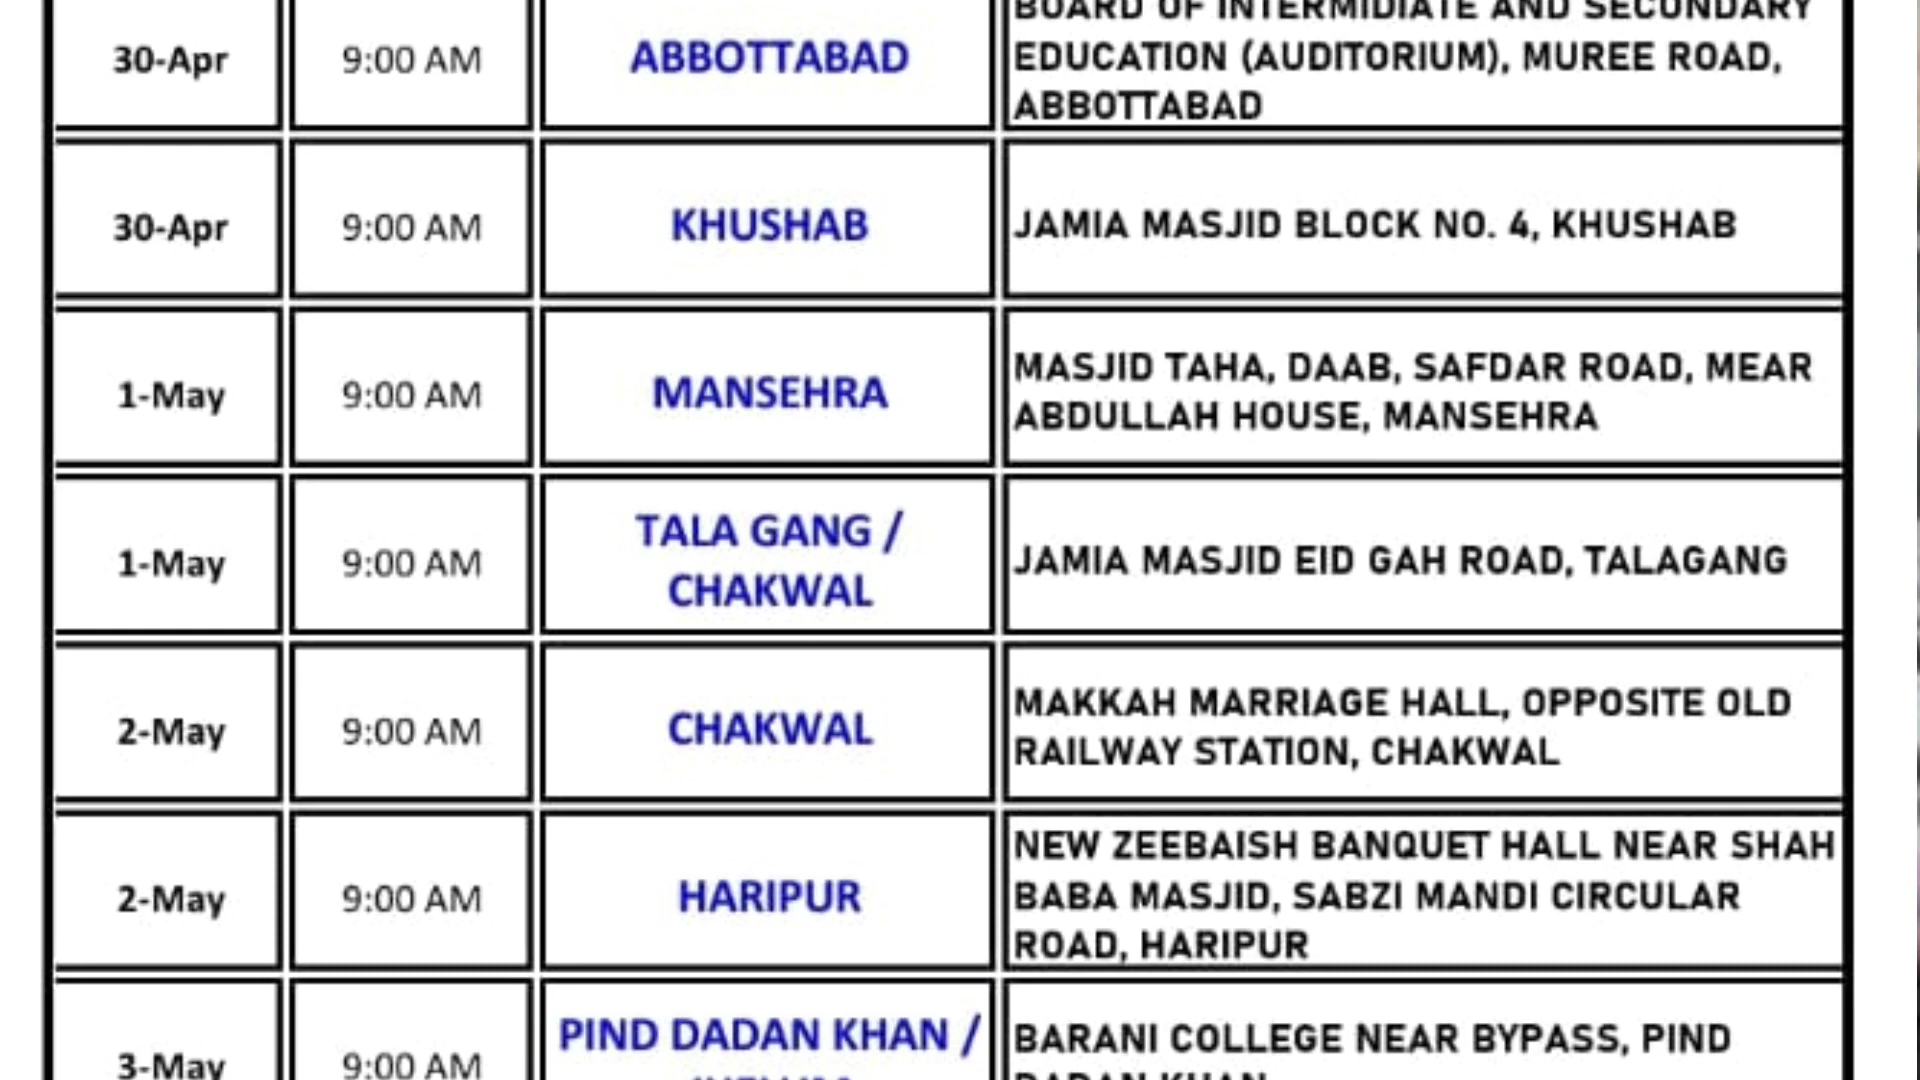 30-Apr 9:00 AM ABBOTTABAD BOARD OF INTERMIDIATE AND SECONDARY
EDUCATION (AUDITORIUM), MUREE ROAD,
ABBOTTABAD
30-Apr 9:00 AM KHUSHAB JAMIA MASJID BLOCK NO. 4, KHUSHAB
1-May 9:00 AM MANSEHRA MASJID TAHA, DAAB, SAFDAR ROAD, MEAR
ABDULLAH HOUSE, MANSEHRA
1-May 9:00 AM TALA GANG /
CHAKWAL JAMIA MASJID EID GAH ROAD, TALAGANG
2-May 9:00 AM CHAKWAL MAKKAH MARRIAGE HALL, OPPOSITE OLD
RAILWAY STATION, CHAKWAL
2-May 9:00 AM HARIPUR NEW ZEEBAISH BANQUET HALL NEAR SHAH
BABA MASJID, SABZI MANDI CIRCULAR
ROAD, HARIPUR
3-May 9:00 AM PIND DADAN KHAN /
BARANI COLLEGE NEAR BYPASS, PIND
DADAN KHAN